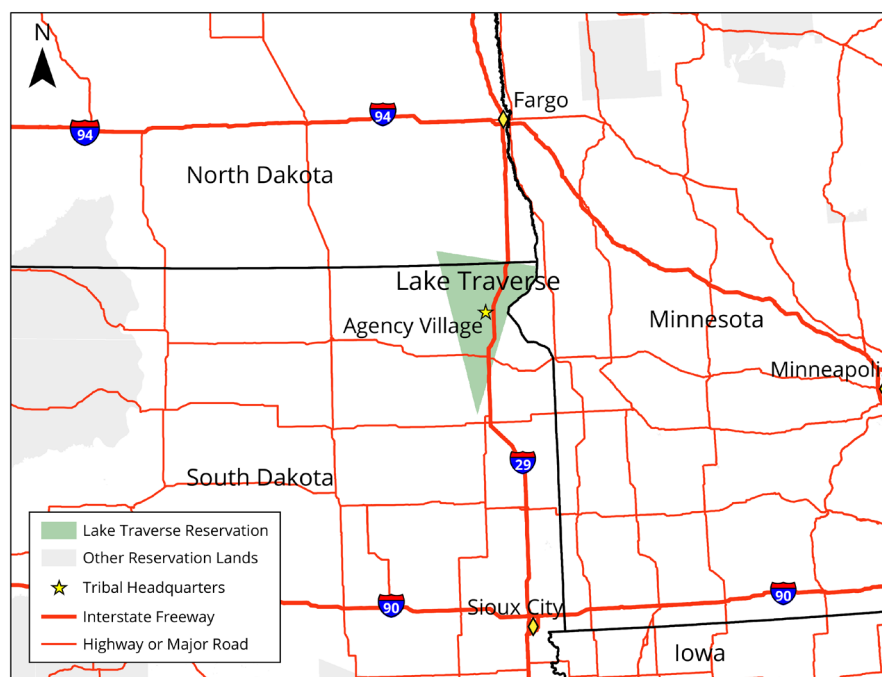 N
Fargo
94
94
North Dakota
Lake Traverse
Agency Village
Minnesota
Minneapoli
29
South Dakota
Lake Traverse Reservation
Other Reservation Lands
Tribal Headquarters
Interstate Freeway
Highway or Major Road
90
Sioux City
90
Iowa